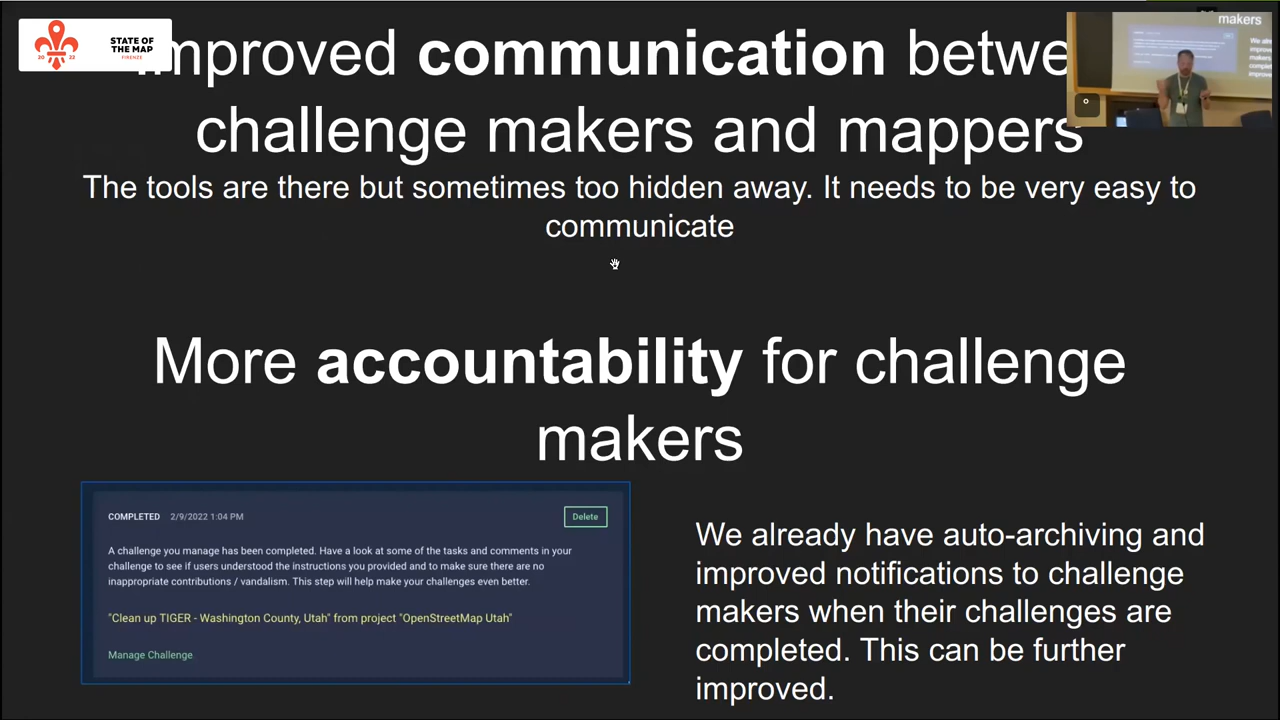 STATE OF
THE MAP
FIRENZE
20 22
makers
Improved communication betwe
challenge makers and mappers
The tools are there but sometimes too hidden away. It needs to be very easy to
communicate
More accountability for challenge
makers
COMPLETED 2/9/2022 1:04 PM
Delete
A challenge you manage has been completed. Have a look at some of the tasks and comments in your
challenge to see if users understood the instructions you provided and to make sure there are no
inappropriate contributions / vandalism. This step will help make your challenges even better.
"Clean up TIGER - Washington County, Utah" from project "OpenStreetMap Utah"
Manage Challenge
We already have auto-archiving and
improved notifications to challenge
makers when their challenges are
completed. This can be further
improved.